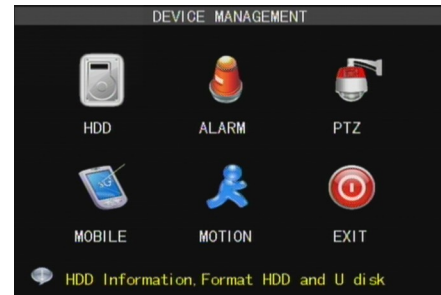 DEVICE MANAGEMENT
HDD ALARM PTZ
MOBILE MOTION EXIT
HDD Information,Format HDD and U disk